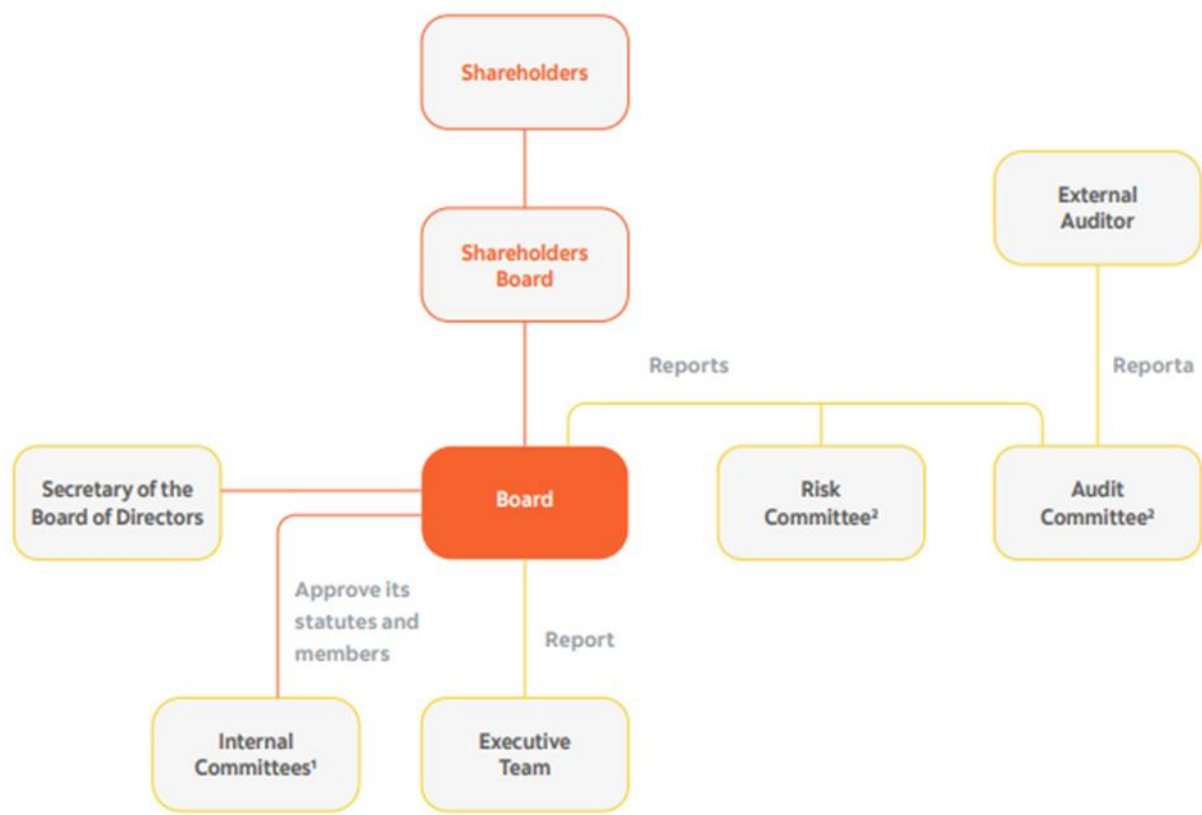 Shareholders
External
Auditor
Shareholders
Board
Reports
Reporta
Secretary of the
Board of Directors
Board
Risk
Committee²
Audit
Committee²
Approve its
statutes and
members
Report
Internal
Committees¹
Executive
Team